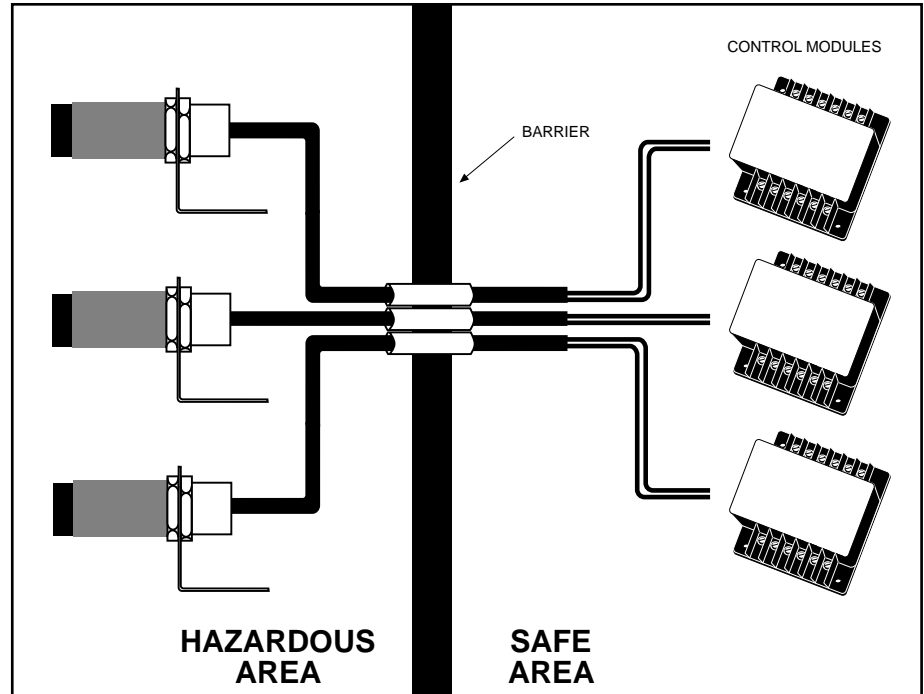 CONTROL MODULES
BARRIER
HAZARDOUS
AREA
SAFE
AREA